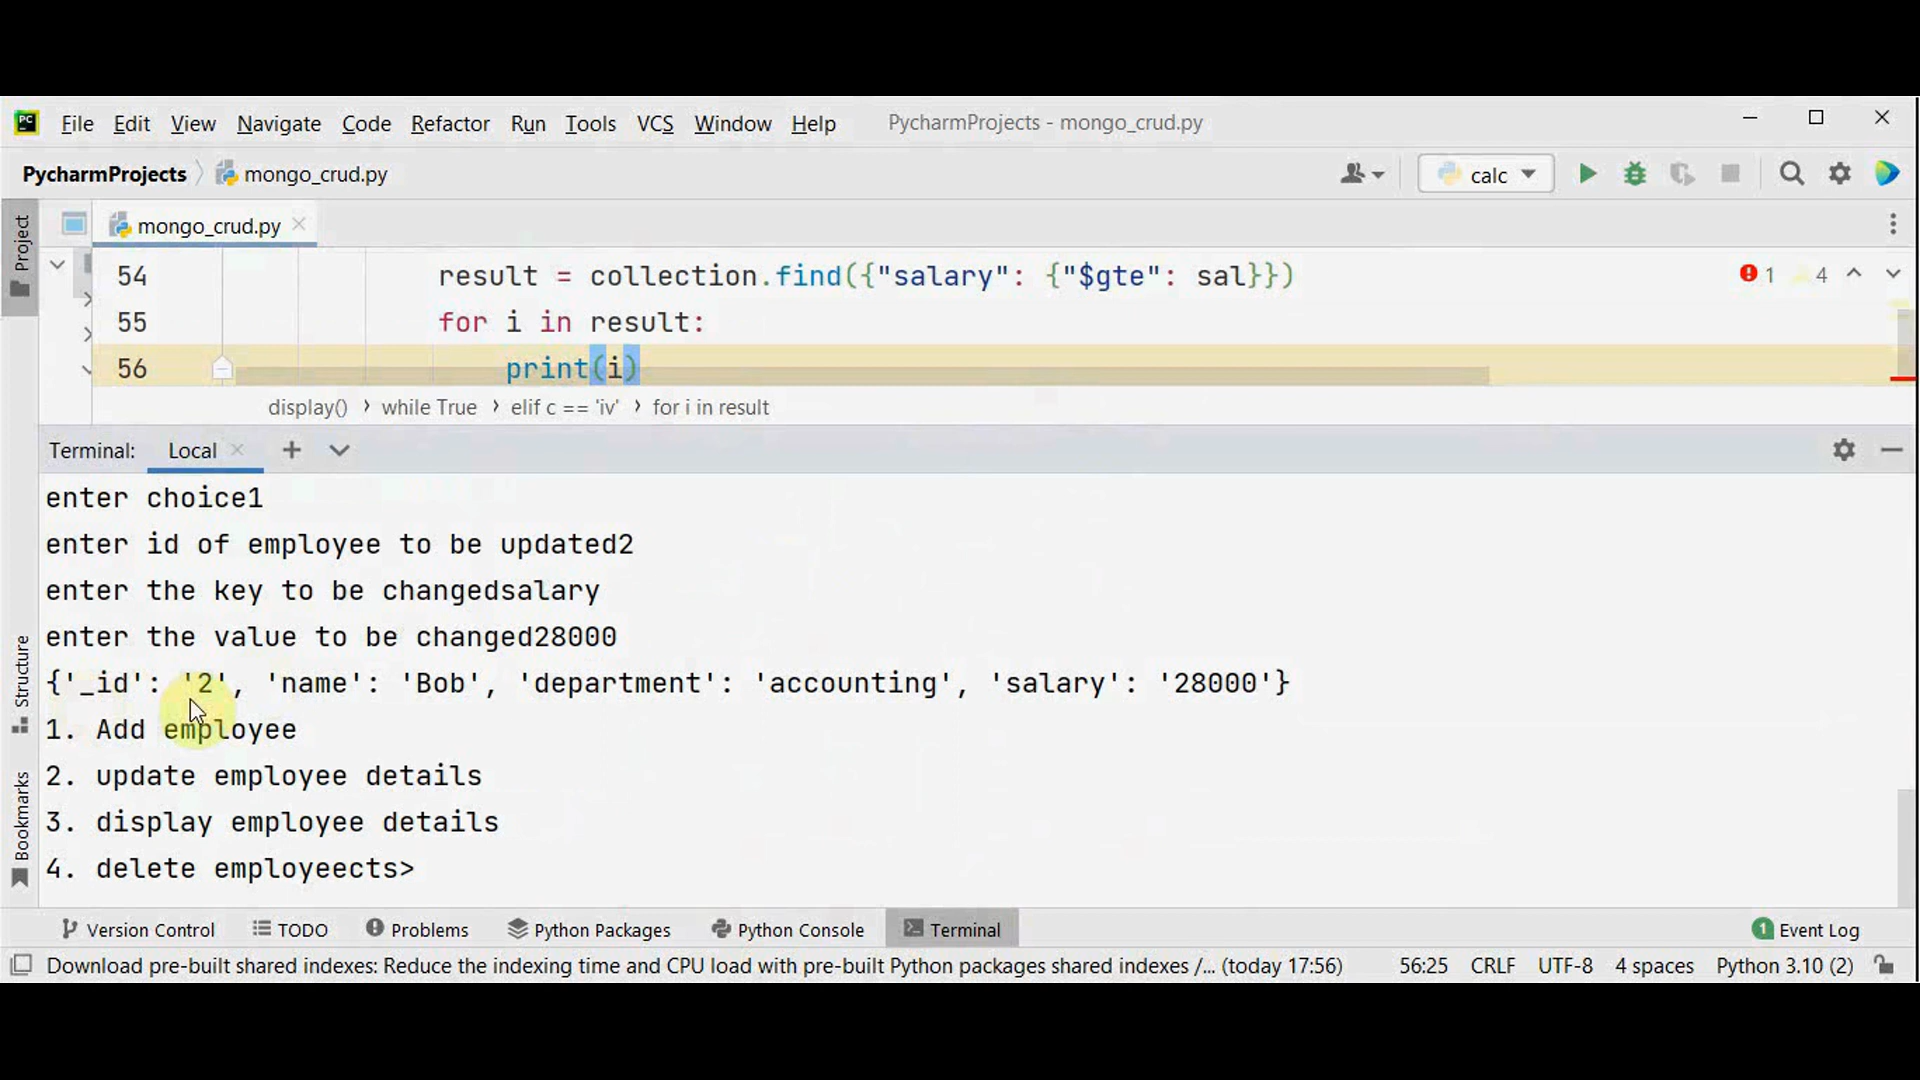 PC File Edit View Navigate Code Refactor Run Tools VCS Window Help PycharmProjects - mongo_crud.py
PycharmProjects mongo_crud.py calc
Project
mongo_crud.py
54 result = collection.find({"salary": {"$gte": sal}}) 1 4
55 for i in result:
56 print(i)
display() while True elif c == 'iv' for i in result
Terminal: Local
enter choice1
enter id of employee to be updated2
enter the key to be changedsalary
enter the value to be changed28000
{'_id': '2', 'name': 'Bob', 'department': 'accounting', 'salary': '28000'}
1. Add employee
2. update employee details
3. display employee details
4. delete employeects>
Structure
Bookmarks
Version Control TODO Problems Python Packages Python Console Terminal 1 Event Log
Download pre-built shared indexes: Reduce the indexing time and CPU load with pre-built Python packages shared indexes /... (today 17:56) 56:25 CRLF UTF-8 4 spaces Python 3.10 (2)